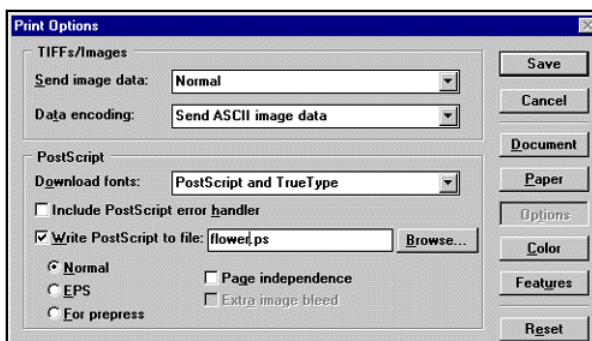 Print Options
TIFFs/Images
Send image data: Normal
Data encoding: Send ASCII image data
PostScript
Download fonts: PostScript and TrueType
Include PostScript error handler
Write PostScript to file: flower.ps Browse...
Normal
EPS
For prepress
Page independence
Extra image bleed
Save
Cancel
Document
Paper
Options
Color
Features
Reset